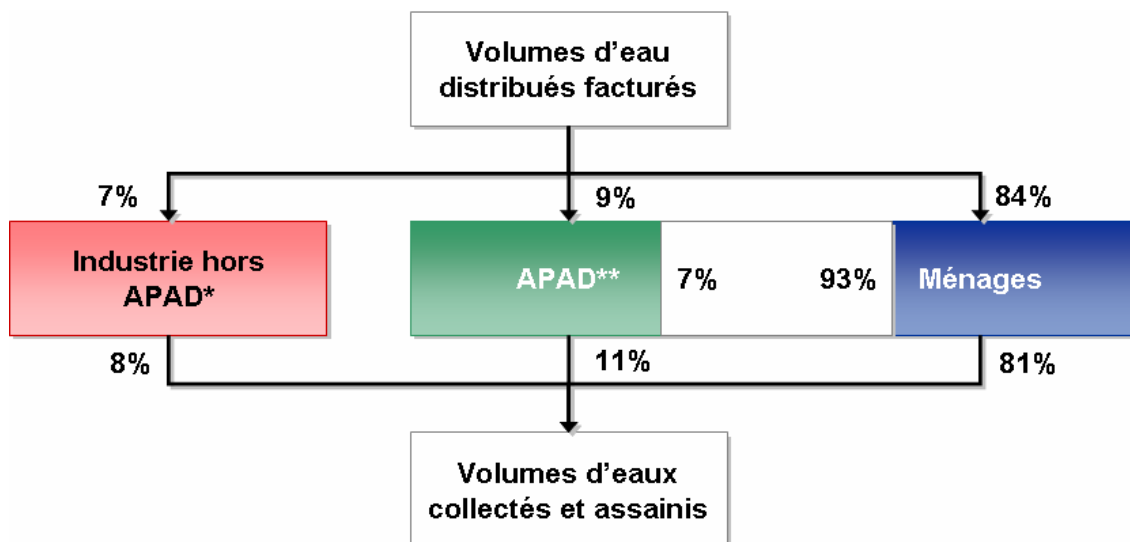 Volumes d'eau
distribués facturés
7%
9%
84%
Industrie hors
APAD*
APAD**
7%
93%
Ménages
8%
11%
81%
Volumes d'eaux
collectés et assainis